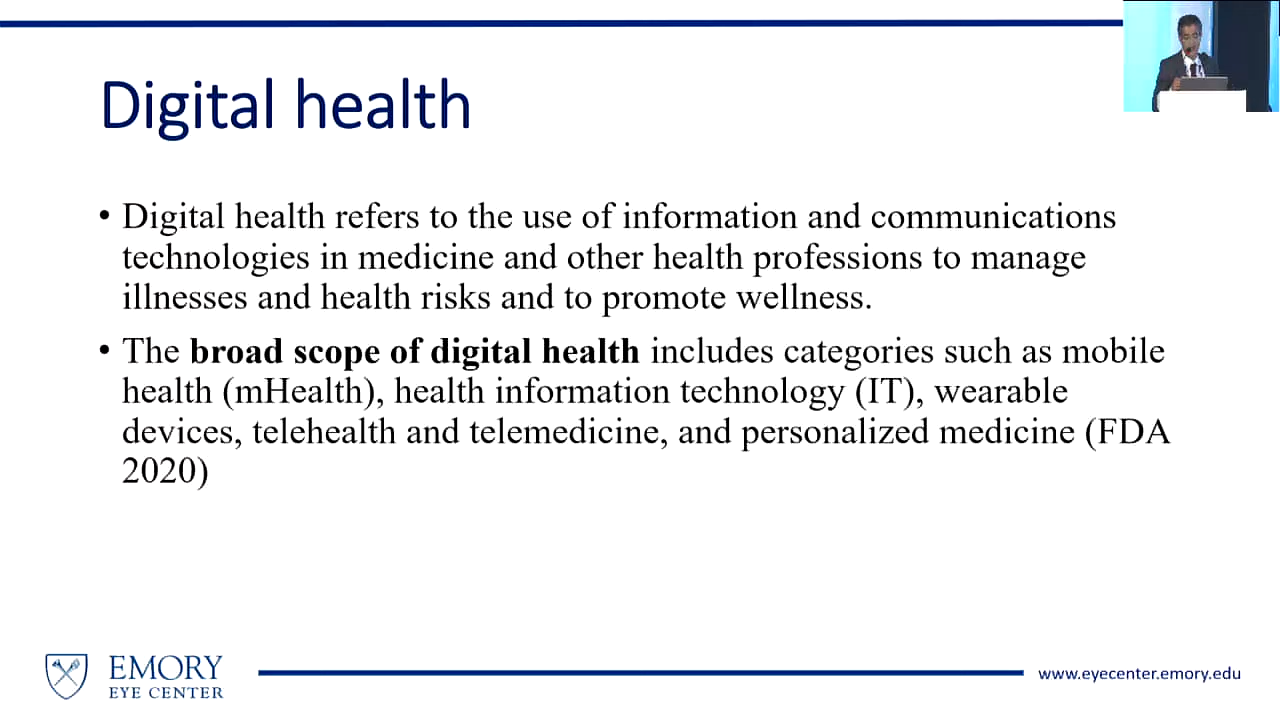 Digital health
• Digital health refers to the use of information and communications
technologies in medicine and other health professions to manage
illnesses and health risks and to promote wellness.
• The broad scope of digital health includes categories such as mobile
health (mHealth), health information technology (IT), wearable
devices, telehealth and telemedicine, and personalized medicine (FDA
2020)
EMORY
EYE CENTER
www.eyecenter.emory.edu